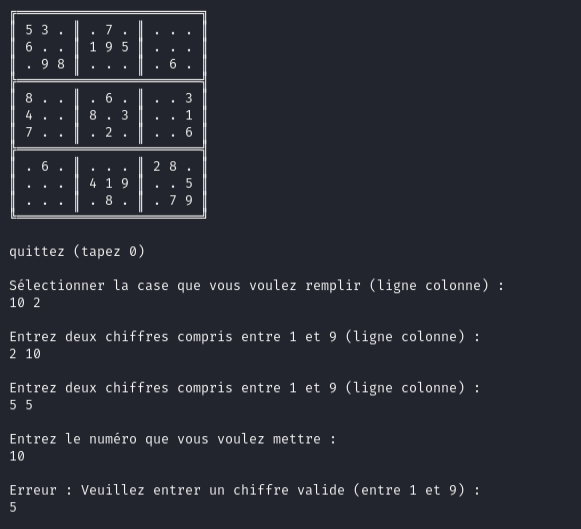 5 3 . . 7 . . . .
6 . . 1 9 5 . . .
. 9 8 . . . . 6 .
8 . . . 6 . . . 3
4 . . 8 . 3 . . 1
7 . . . 2 . . . 6
. 6 . . . . 2 8 .
. . . 4 1 9 . . 5
. . . . 8 . . 7 9
quittez (tapez 0)
Sélectionner la case que vous voulez remplir (ligne colonne) :
10 2
Entrez deux chiffres compris entre 1 et 9 (ligne colonne) :
2 10
Entrez deux chiffres compris entre 1 et 9 (ligne colonne) :
5 5
Entrez le numéro que vous voulez mettre :
10
Erreur : Veuillez entrer un chiffre valide (entre 1 et 9) :
5